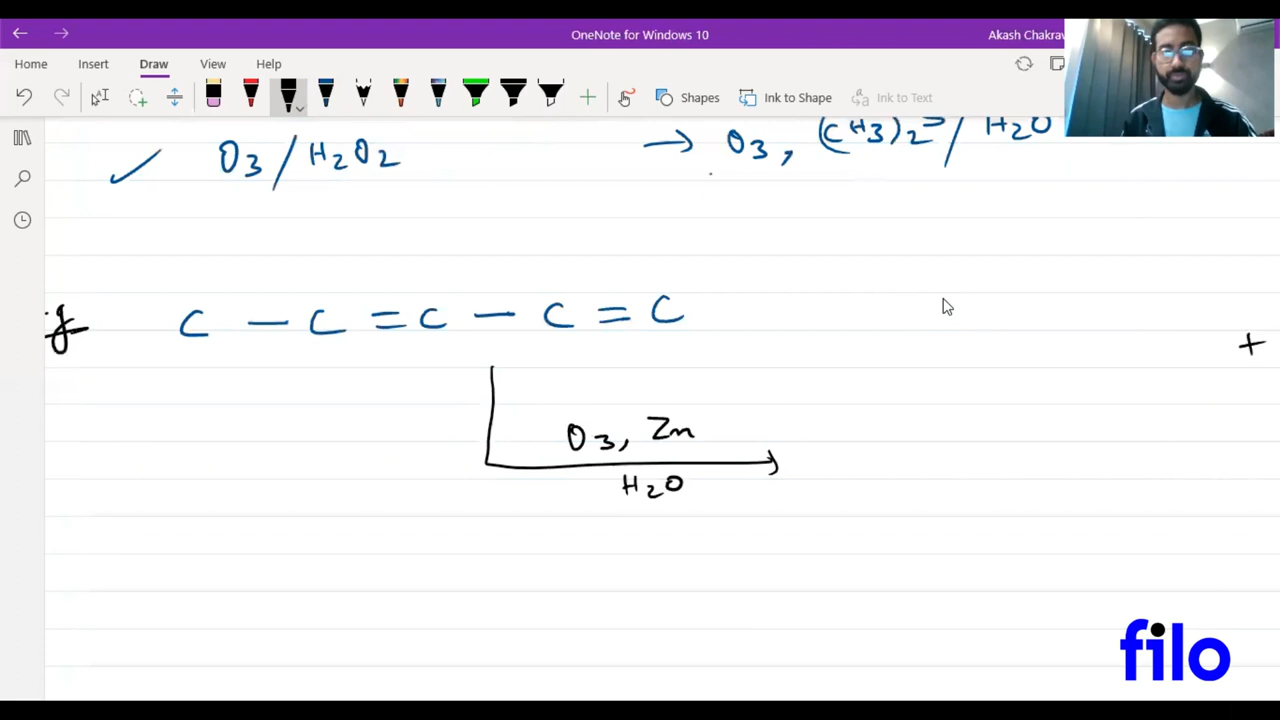 OneNote for Windows 10
Akash Chakrav
Home Insert Draw View Help
Shapes Ink to Shape Ink to Text
O3 / H2O2 → O3, (CH3)2S / H2O
C – C = C – C = C
+
O3, Zn
H2O
filo